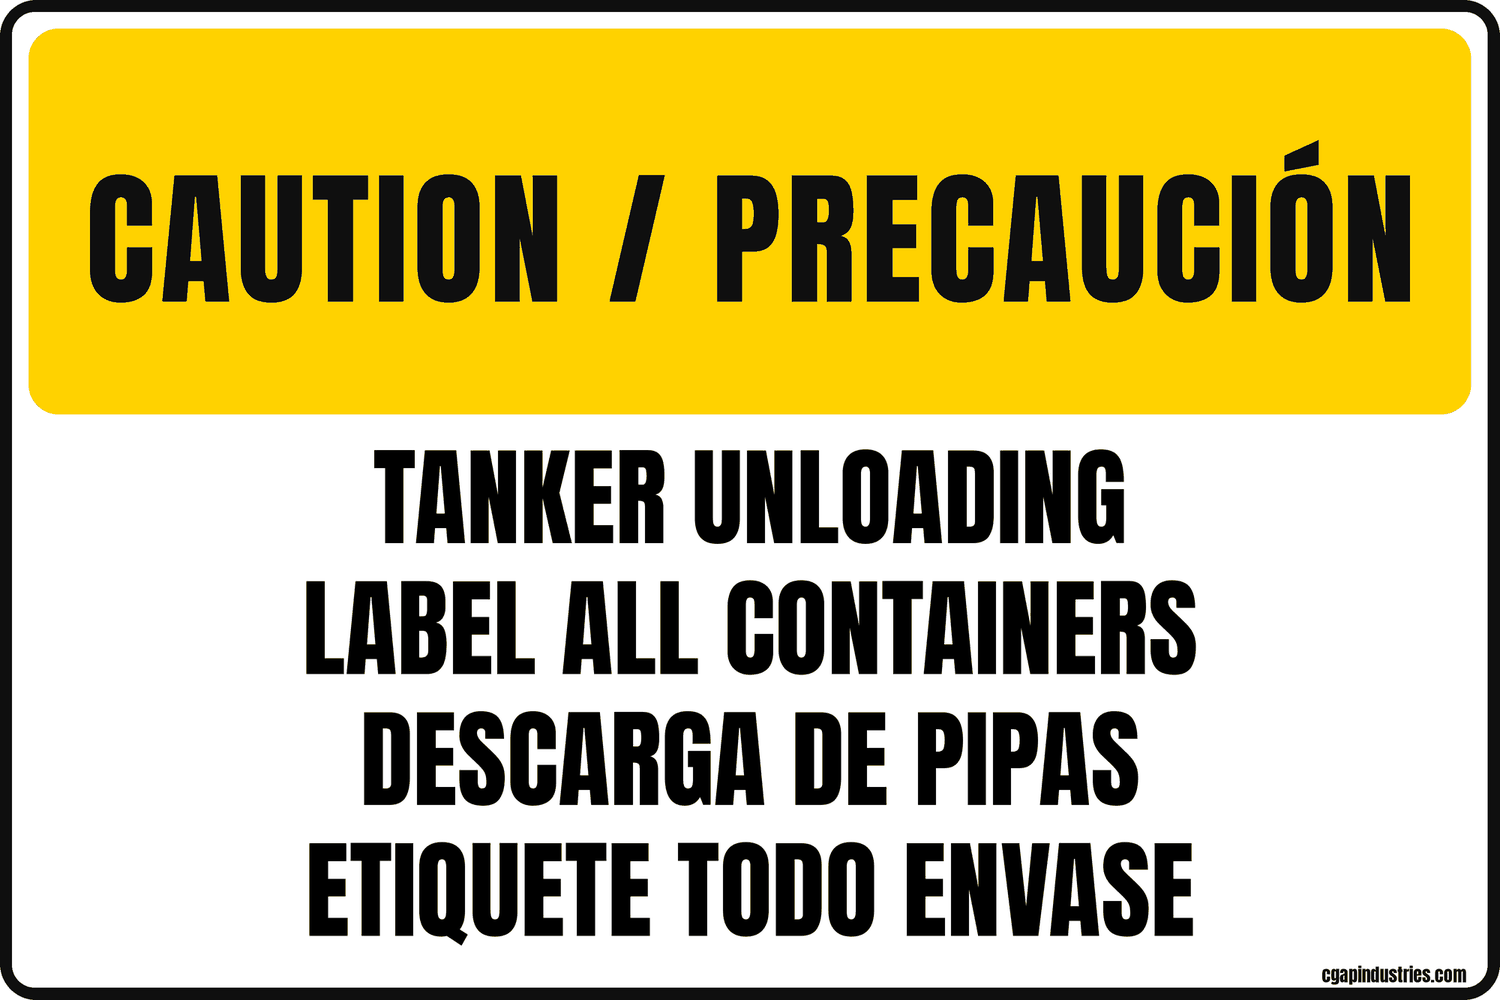 CAUTION / PRECAUCIÓN
TANKER UNLOADING
LABEL ALL CONTAINERS
DESCARGA DE PIPAS
ETIQUETE TODO ENVASE
cgapindustries.com